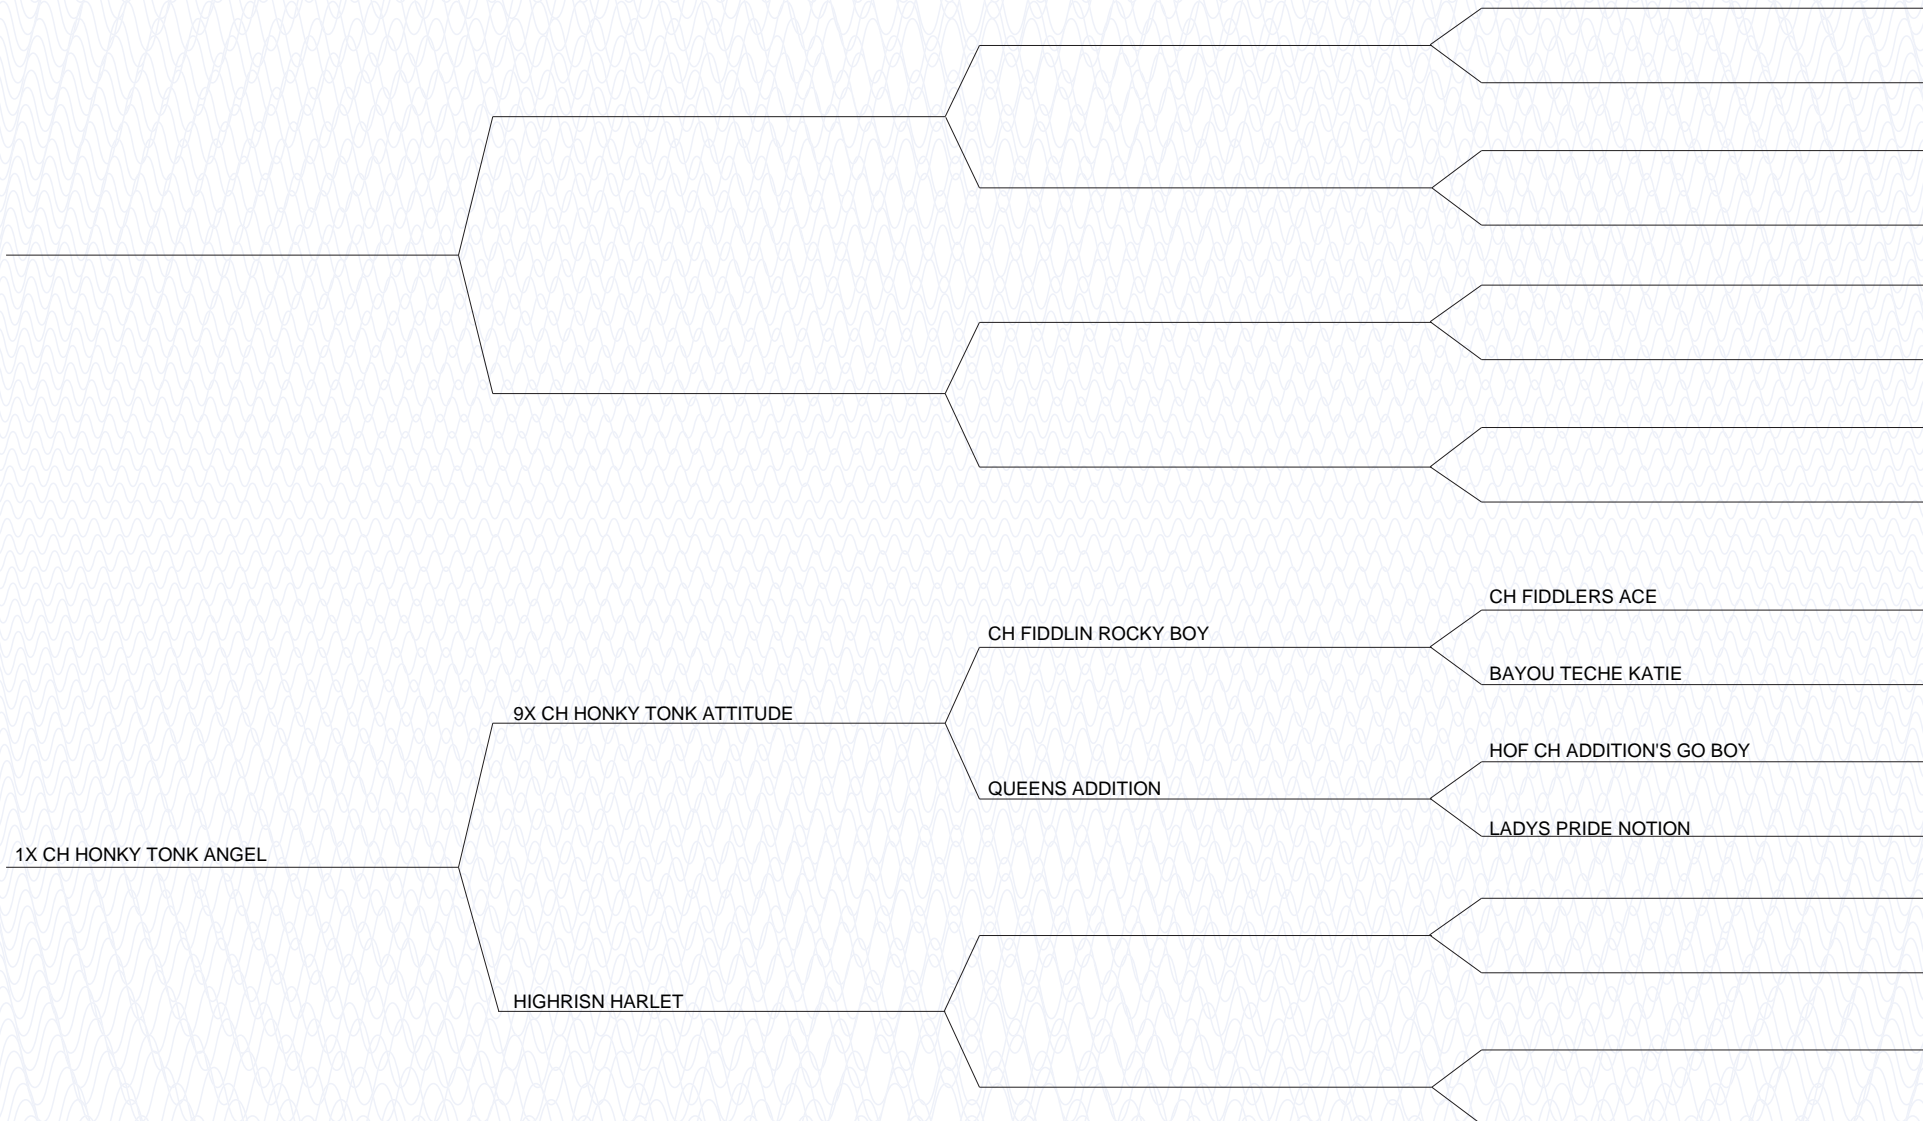 CH FIDDLERS ACE
CH FIDDLIN ROCKY BOY
BAYOU TECHE KATIE
9X CH HONKY TONK ATTITUDE
HOF CH ADDITION'S GO BOY
QUEENS ADDITION
LADYS PRIDE NOTION
1X CH HONKY TONK ANGEL
HIGHRISN HARLET